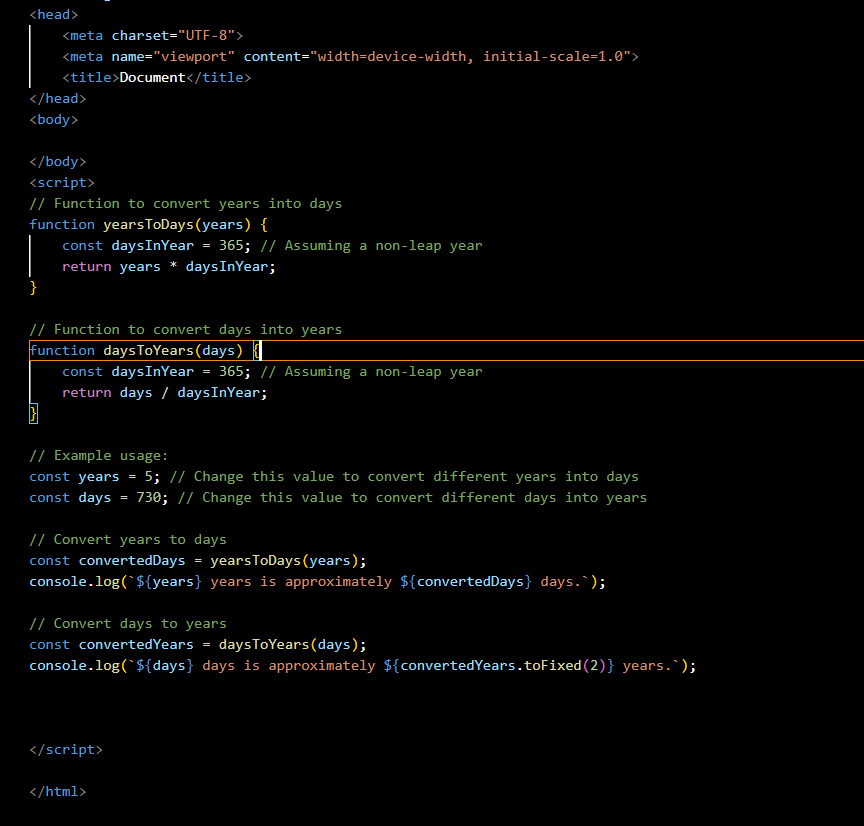 <head>
    <meta charset="UTF-8">
    <meta name="viewport" content="width=device-width, initial-scale=1.0">
    <title>Document</title>
</head>
<body>

</body>
<script>
// Function to convert years into days
function yearsToDays(years) {
    const daysInYear = 365; // Assuming a non-leap year
    return years * daysInYear;
}

// Function to convert days into years
function daysToYears(days) {
    const daysInYear = 365; // Assuming a non-leap year
    return days / daysInYear;
}

// Example usage:
const years = 5; // Change this value to convert different years into days
const days = 730; // Change this value to convert different days into years

// Convert years to days
const convertedDays = yearsToDays(years);
console.log(`${years} years is approximately ${convertedDays} days.`);

// Convert days to years
const convertedYears = daysToYears(days);
console.log(`${days} days is approximately ${convertedYears.toFixed(2)} years.`);

</script>

</html>